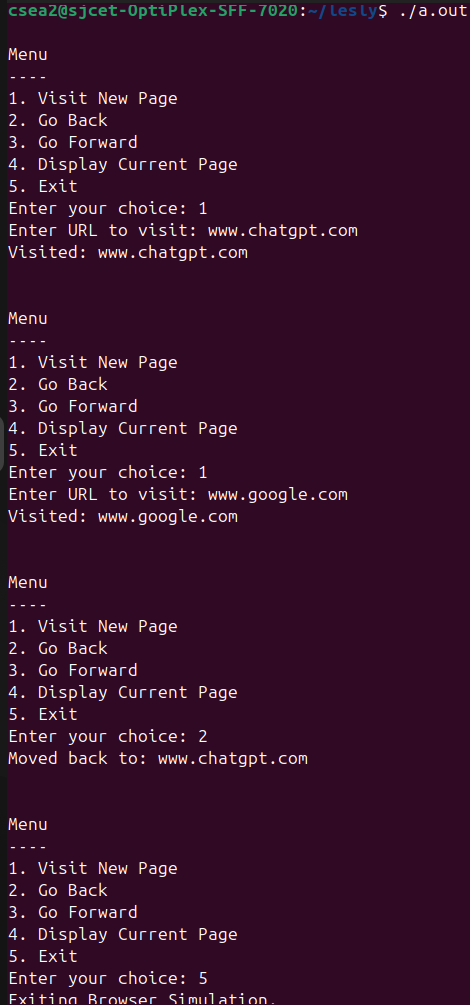 csea2@sjcet-OptiPlex-SFF-7020:~/lesly$ ./a.out
Menu
----
1. Visit New Page
2. Go Back
3. Go Forward
4. Display Current Page
5. Exit
Enter your choice: 1
Enter URL to visit: www.chatgpt.com
Visited: www.chatgpt.com
Menu
----
1. Visit New Page
2. Go Back
3. Go Forward
4. Display Current Page
5. Exit
Enter your choice: 1
Enter URL to visit: www.google.com
Visited: www.google.com
Menu
----
1. Visit New Page
2. Go Back
3. Go Forward
4. Display Current Page
5. Exit
Enter your choice: 2
Moved back to: www.chatgpt.com
Menu
----
1. Visit New Page
2. Go Back
3. Go Forward
4. Display Current Page
5. Exit
Enter your choice: 5
Exiting Browser Simulation.